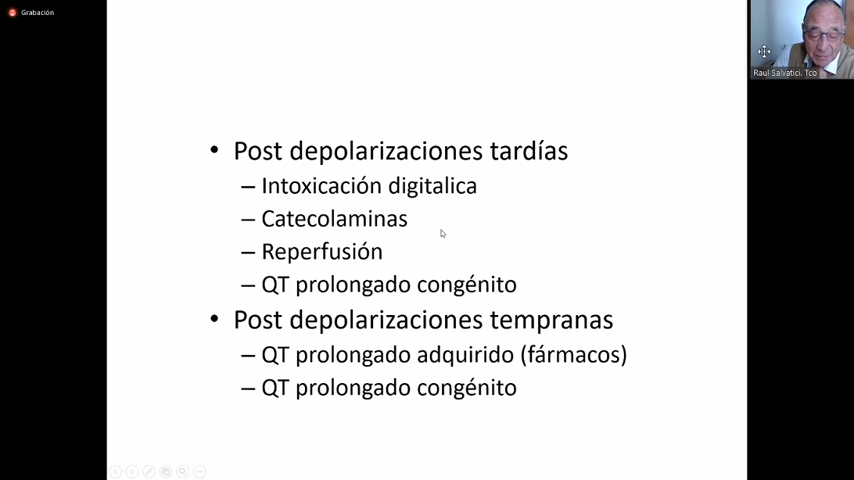 Grabación
Raul Salvatici. Tco
• Post depolarizaciones tardías
– Intoxicación digitalica
– Catecolaminas
– Reperfusión
– QT prolongado congénito
• Post depolarizaciones tempranas
– QT prolongado adquirido (fármacos)
– QT prolongado congénito